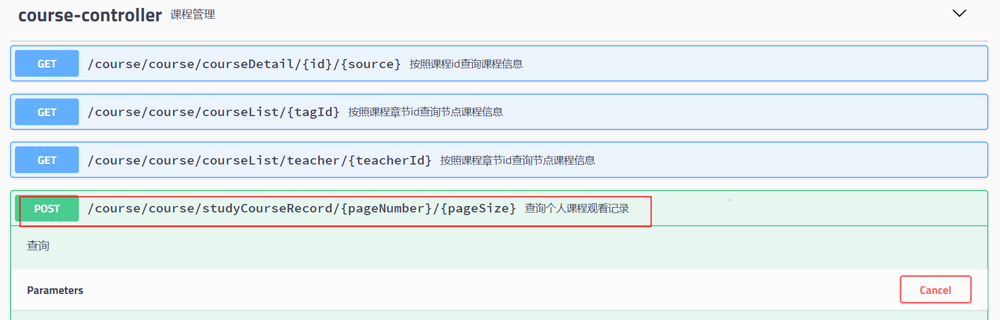 course-controller 课程管理
GET /course/course/courseDetail/{id}/{source} 按照课程id查询课程信息
GET /course/course/courseList/{tagId} 按照课程章节id查询节点课程信息
GET /course/course/courseList/teacher/{teacherId} 按照课程章节id查询节点课程信息
POST /course/course/studyCourseRecord/{pageNumber}/{pageSize} 查询个人课程观看记录
查询
Parameters Cancel